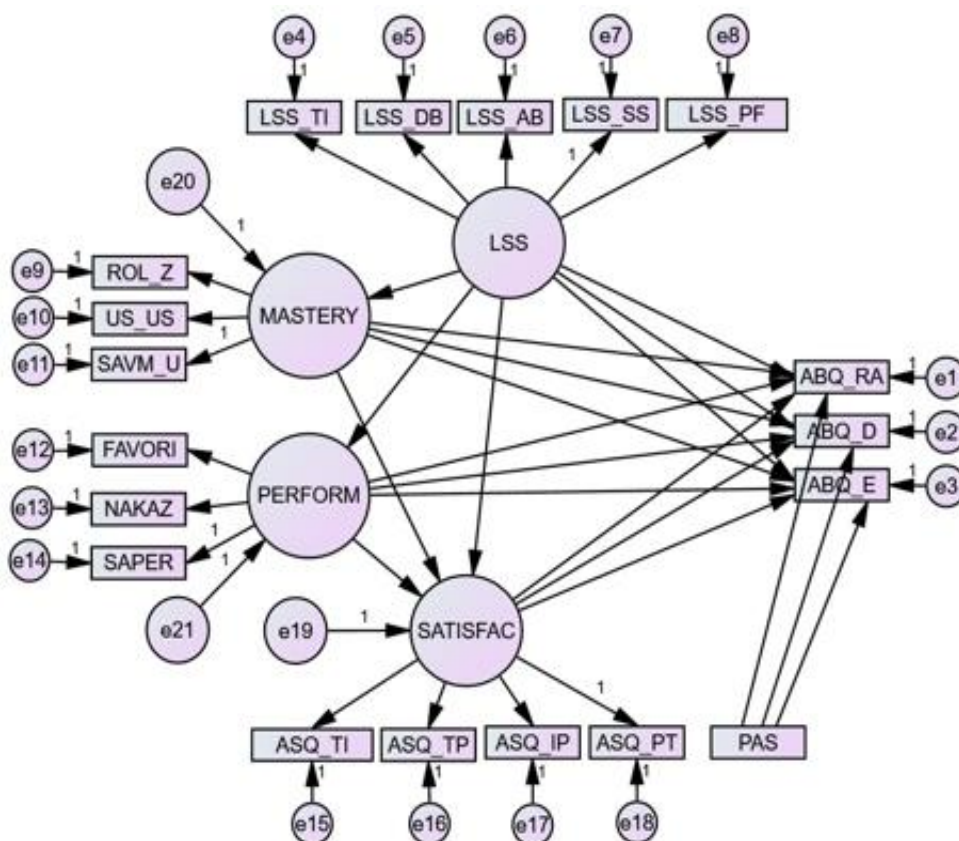 e4 e5 e6 e7 e8
1 1 1 1 1
LSS_TI LSS_DB LSS_AB LSS_SS LSS_PF
1
e20
1
LSS
e9 1 ROL_Z
e10 1 US_US
e11 1 SAVM_U
1
MASTERY
ABQ_RA 1 e1
ABQ_D 1 e2
ABQ_E 1 e3
e12 1 FAVORI
e13 1 NAKAZ
e14 1 SAPER
1
PERFORM
1
e21
e19 1 SATISFAC
1
ASQ_TI ASQ_TP ASQ_IP ASQ_PT PAS
1 1 1 1
e15 e16 e17 e18